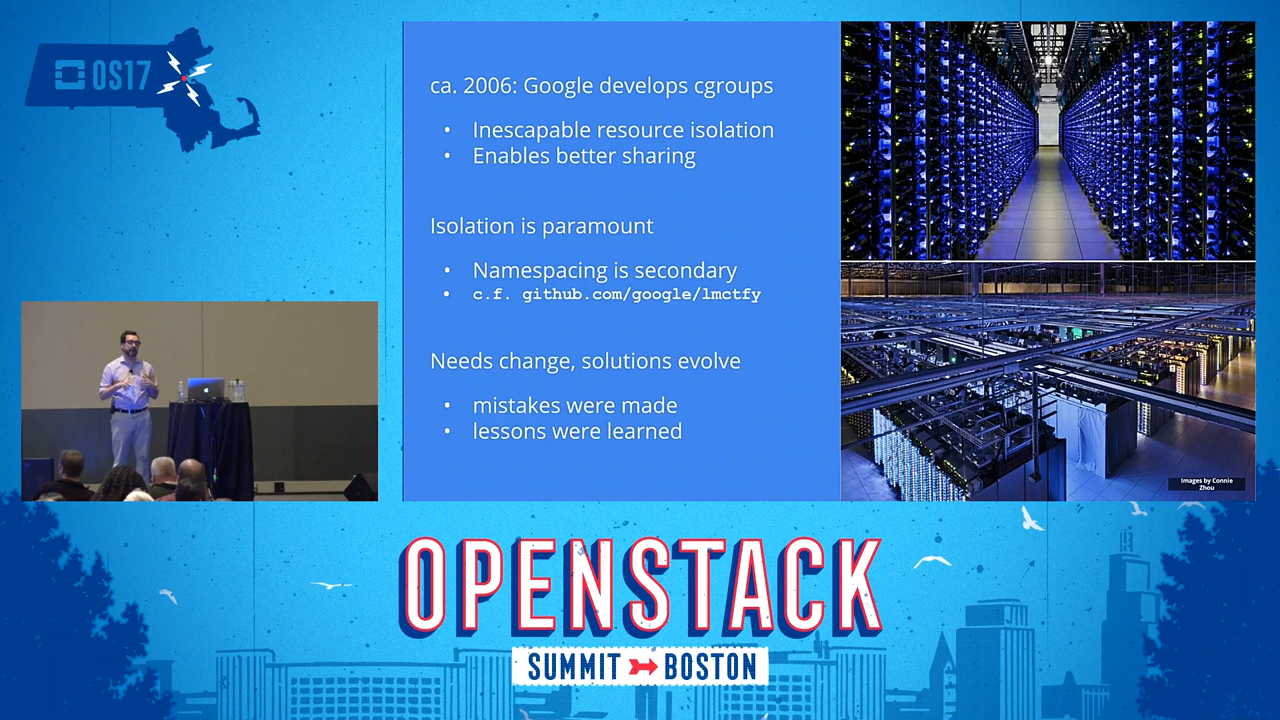 OS17
ca. 2006: Google develops cgroups
• Inescapable resource isolation
• Enables better sharing
Isolation is paramount
• Namespacing is secondary
• c.f. github.com/google/lmctfy
Needs change, solutions evolve
• mistakes were made
• lessons were learned
Images by Connie
Zhou
OPENSTACK
SUMMIT BOSTON